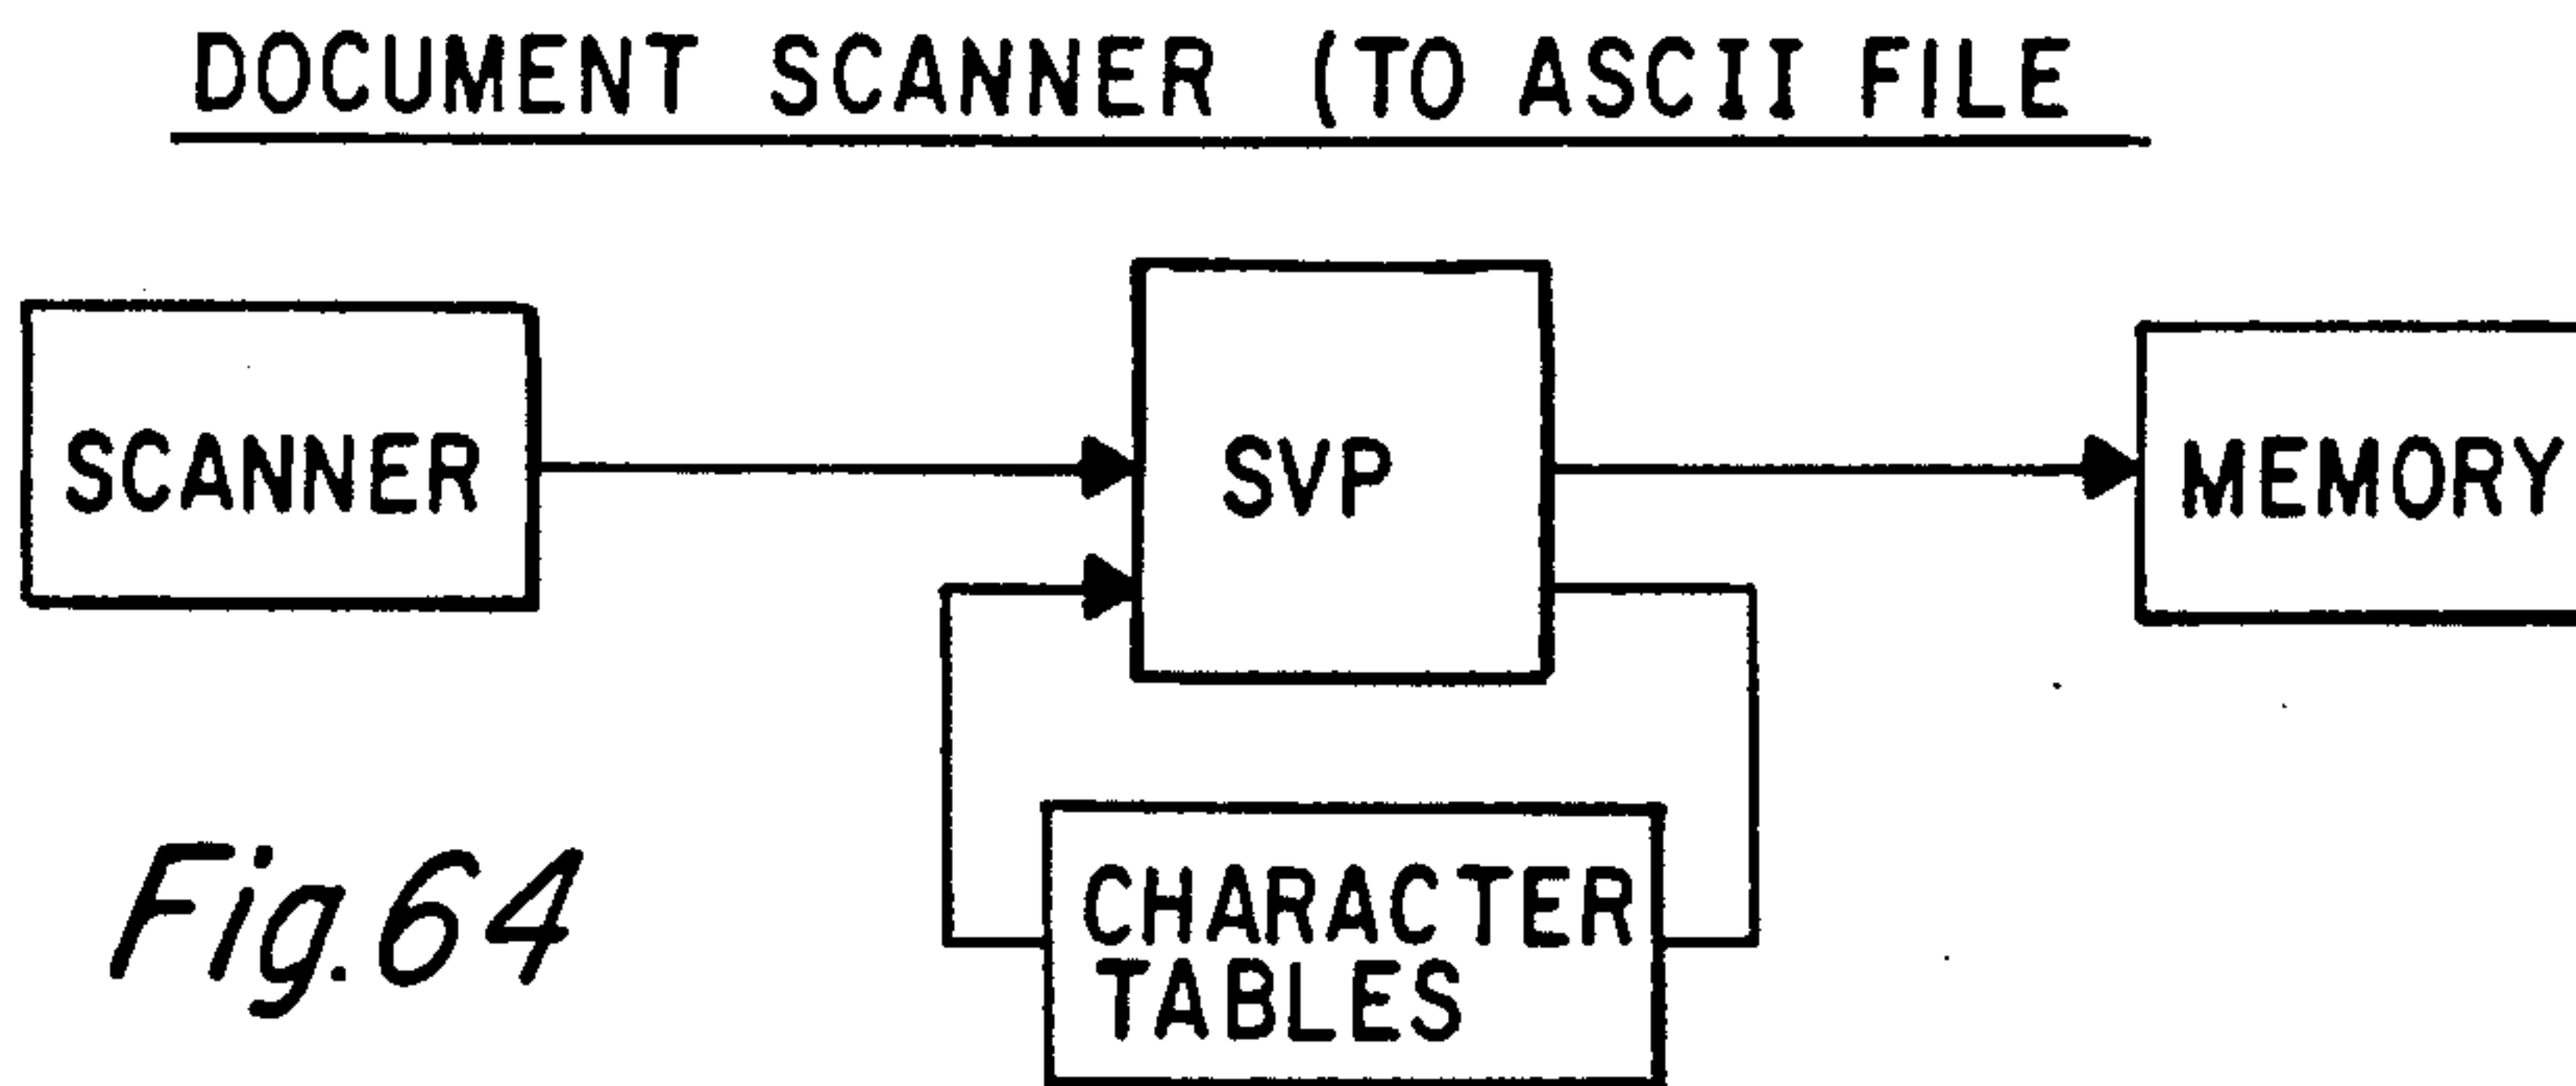 DOCUMENT SCANNER (TO ASCII FILE
SCANNER
SVP
MEMORY
CHARACTER
TABLES
Fig.64